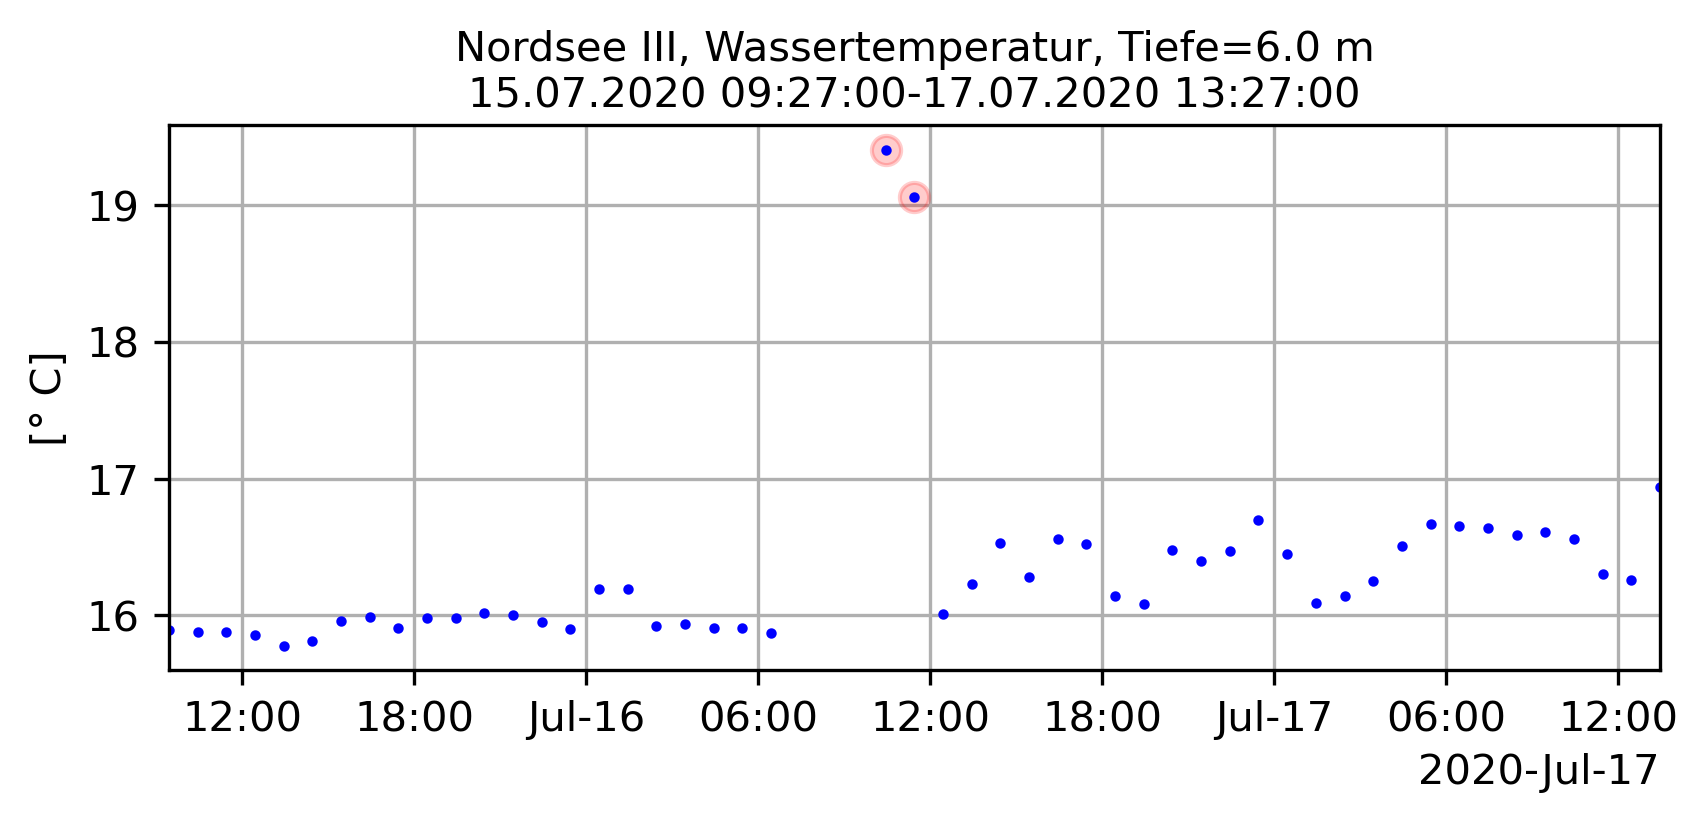 Nordsee III, Wassertemperatur, Tiefe=6.0 m
15.07.2020 09:27:00-17.07.2020 13:27:00
[° C]
19
18
17
16
12:00 18:00 Jul-16 06:00 12:00 18:00 Jul-17 06:00 12:00
2020-Jul-17